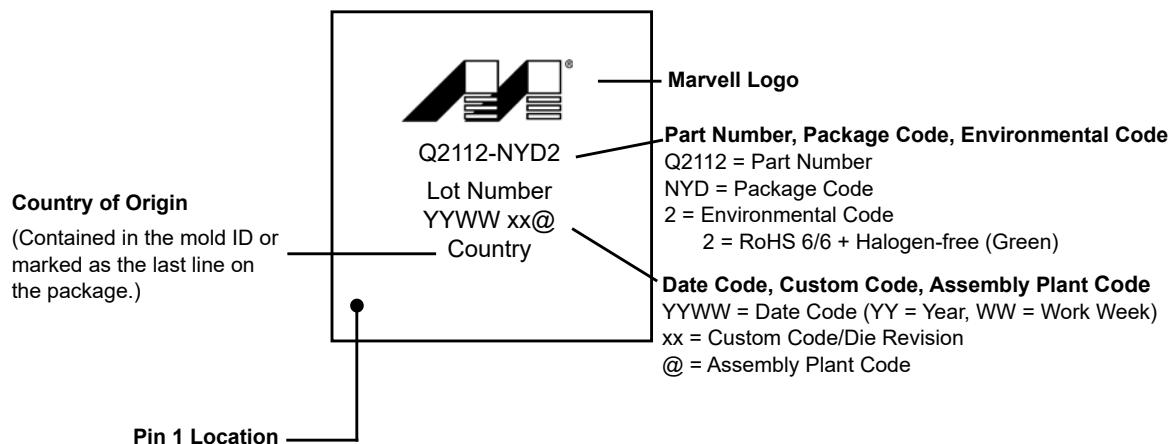 ®
Marvell Logo
Q2112-NYD2
Lot Number
YYWW xx@
Country
Part Number, Package Code, Environmental Code
Q2112 = Part Number
NYD = Package Code
2 = Environmental Code
2 = RoHS 6/6 + Halogen-free (Green)
Country of Origin
(Contained in the mold ID or
marked as the last line on
the package.)
Date Code, Custom Code, Assembly Plant Code
YYWW = Date Code (YY = Year, WW = Work Week)
xx = Custom Code/Die Revision
@ = Assembly Plant Code
Pin 1 Location